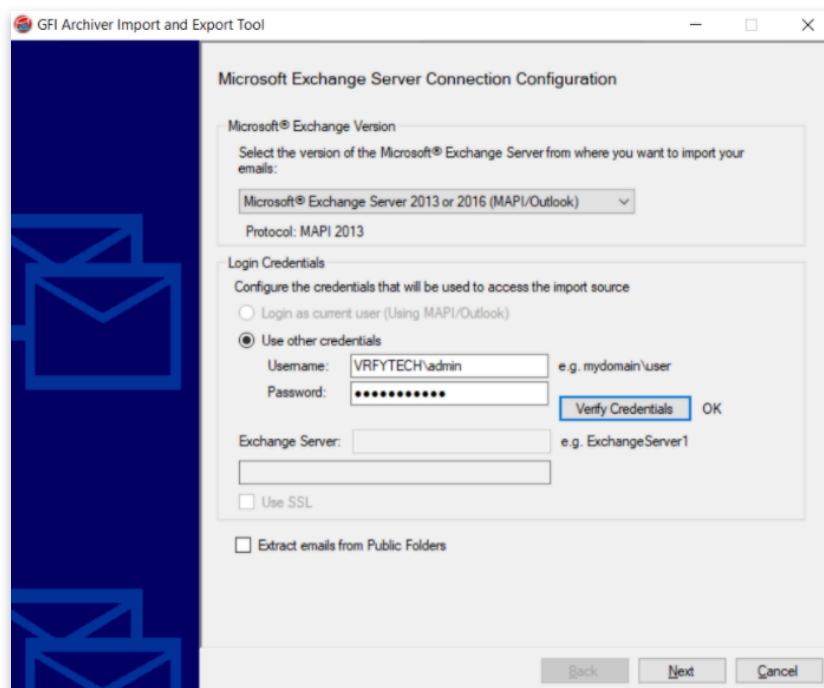 GFI Archiver Import and Export Tool
Microsoft Exchange Server Connection Configuration
Microsoft® Exchange Version
Select the version of the Microsoft® Exchange Server from where you want to import your
emails:
Microsoft® Exchange Server 2013 or 2016 (MAPI/Outlook)
Protocol: MAPI 2013
Login Credentials
Configure the credentials that will be used to access the import source
Login as current user (Using MAPI/Outlook)
Use other credentials
Username: VRFYTECH\admin e.g. mydomain\user
Password: ●●●●●●●●●●●
Verify Credentials OK
Exchange Server: e.g. ExchangeServer1
Use SSL
Extract emails from Public Folders
Back Next Cancel